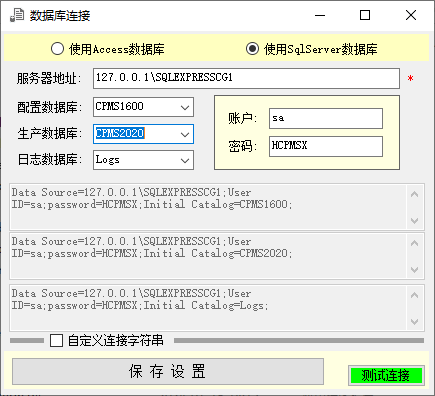 数据库连接
使用Access数据库 使用SqlServer数据库
服务器地址: 127.0.0.1\SQLEXPRESSCG1 *
配置数据库: CPMS1600
生产数据库: CPMS2020
日志数据库: Logs
账户: sa
密码: HCPMSX
Data Source=127.0.0.1\SQLEXPRESSCG1;User
ID=sa;password=HCPMSX;Initial Catalog=CPMS1600;
Data Source=127.0.0.1\SQLEXPRESSCG1;User
ID=sa;password=HCPMSX;Initial Catalog=CPMS2020;
Data Source=127.0.0.1\SQLEXPRESSCG1;User
ID=sa;password=HCPMSX;Initial Catalog=Logs;
自定义连接字符串
保存设置 测试连接